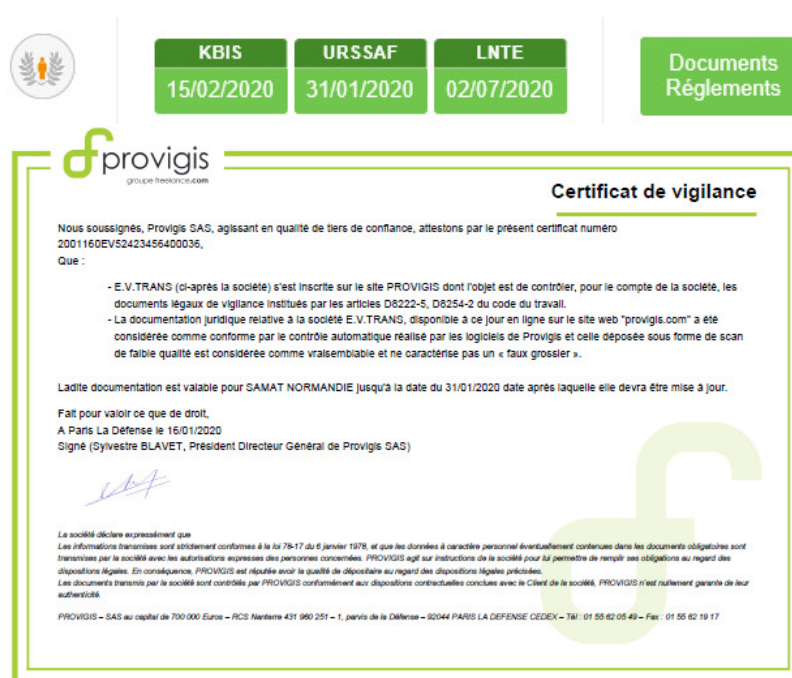 KBIS
15/02/2020
URSSAF
31/01/2020
LNTE
02/07/2020
Documents
Réglements
provigis
groupe freelance.com
Certificat de vigilance
Nous soussignés, Provigis SAS, agissant en qualité de tiers de confiance, attestons par le présent certificat numéro
2001160EV52423456400036,
Que :
- E.V.TRANS (ci-après la société) s'est inscrite sur le site PROVIGIS dont l'objet est de contrôler, pour le compte de la société, les
documents légaux de vigilance institués par les articles D8222-5, D8254-2 du code du travail.
- La documentation juridique relative à la société E.V.TRANS, disponible à ce jour en ligne sur le site web "provigis.com" a été
considérée comme conforme par le contrôle automatique réalisé par les logiciels de Provigis et celle déposée sous forme de scan
de faible qualité est considérée comme vraisemblable et ne caractérise pas un « faux grossier ».
Ladite documentation est valable pour SAMAT NORMANDIE jusqu'à la date du 31/01/2020 date après laquelle elle devra être mise à jour.
Fait pour valoir ce que de droit,
A Paris La Défense le 16/01/2020
Signé (Sylvestre BLAVET, Président Directeur Général de Provigis SAS)
La société déclare expressément que
Les informations transmises sont strictement conformes à la loi 78-17 du 6 janvier 1978, et que les données à caractère personnel éventuellement contenues dans les documents obligatoires sont
transmises par la société avec les autorisations expresses des personnes concernées. PROVIGIS agit sur instructions de la société pour lui permettre de remplir ses obligations au regard des
dispositions légales. En conséquence, PROVIGIS est réputée avoir la qualité de dépositaire au regard des dispositions légales précisées.
Les documents transmis par la société sont contrôlés par PROVIGIS conformément aux dispositions contractuelles conclues avec le Client de la société, PROVIGIS n'est nullement garante de leur
authenticité.
PROVIGIS – SAS au capital de 700 000 Euros – RCS Nanterre 431 960 251 – 1, parvis de la Défense – 92044 PARIS LA DEFENSE CEDEX – Tél : 01 55 62 05 49 – Fax : 01 55 62 19 17